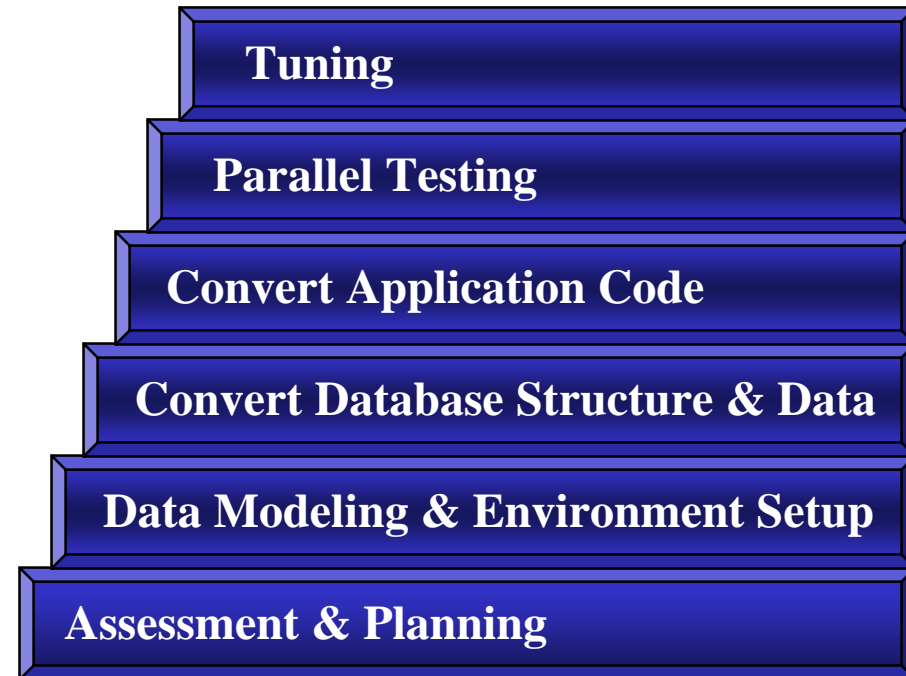 Tuning
Parallel Testing
Convert Application Code
Convert Database Structure & Data
Data Modeling & Environment Setup
Assessment & Planning